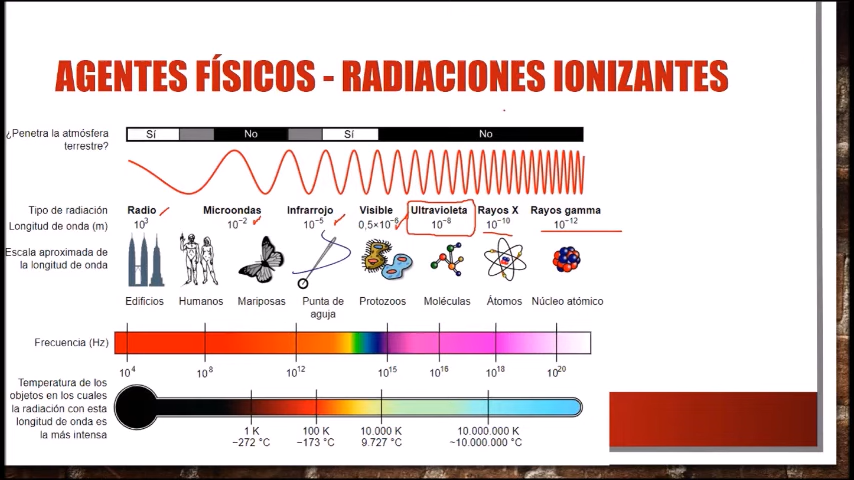 AGENTES FÍSICOS - RADIACIONES IONIZANTES
¿Penetra la atmósfera
terrestre?
Sí No Sí No
Tipo de radiación Radio Microondas Infrarrojo Visible Ultravioleta Rayos X Rayos gamma
Longitud de onda (m) 10³ 10⁻² 10⁻⁵ 0,5×10⁻⁶ 10⁻⁸ 10⁻¹⁰ 10⁻¹²
Escala aproximada de
la longitud de onda
Edificios Humanos Mariposas Punta de aguja Protozoos Moléculas Átomos Núcleo atómico
Frecuencia (Hz)
10⁴ 10⁸ 10¹² 10¹⁵ 10¹⁶ 10¹⁸ 10²⁰
Temperatura de los
objetos en los cuales
la radiación con esta
longitud de onda es
la más intensa
1 K 100 K 10.000 K 10.000.000 K
−272 °C −173 °C 9.727 °C ~10.000.000 °C